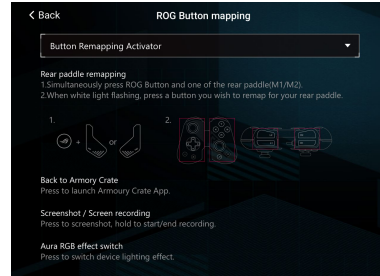 Back
ROG Button mapping
Button Remapping Activator
Rear paddle remapping
1.Simultaneously press ROG Button and one of the rear paddle(M1/M2).
2.When white light flashing, press a button you wish to remap for your rear paddle.
1.
2.
+
or
Back to Armory Crate
Press to launch Armoury Crate App.
Screenshot / Screen recording
Press to screenshot, hold to start/end recording.
Aura RGB effect switch
Press to switch device lighting effect.